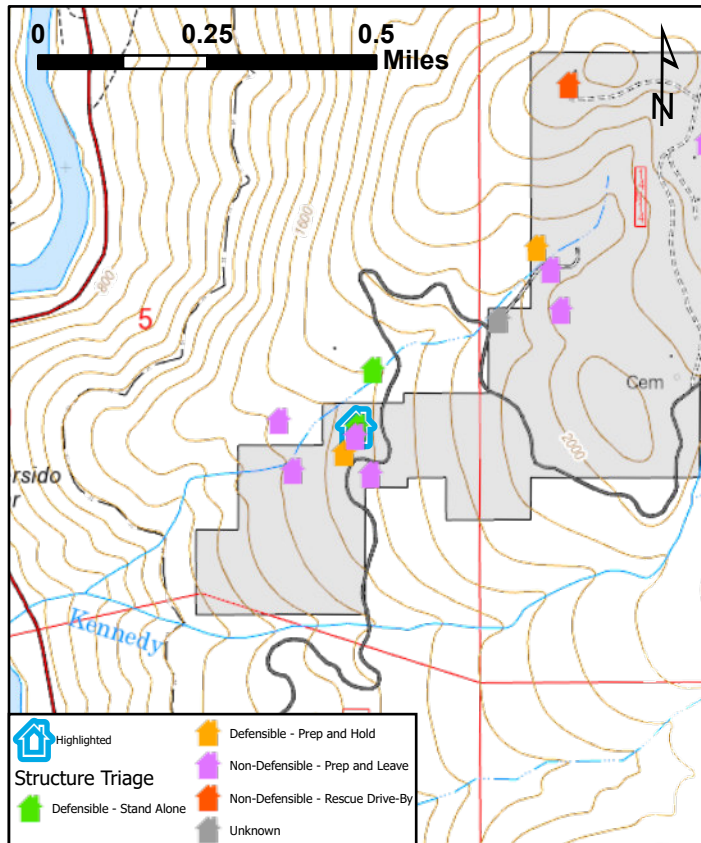 0 0.25 0.5
Miles
N
1600
800
5
Cem
2000
rsido
r
Kennedy
Highlighted
Structure Triage
Defensible - Stand Alone
Defensible - Prep and Hold
Non-Defensible - Prep and Leave
Non-Defensible - Rescue Drive-By
Unknown